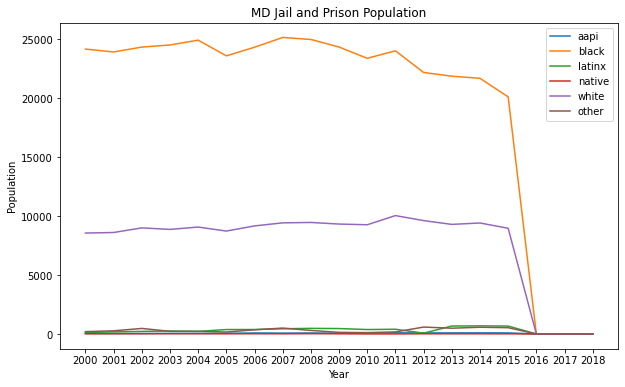 MD Jail and Prison Population
aapi
black
latinx
native
white
other
Population
25000
20000
15000
10000
5000
0
2000 2001 2002 2003 2004 2005 2006 2007 2008 2009 2010 2011 2012 2013 2014 2015 2016 2017 2018
Year